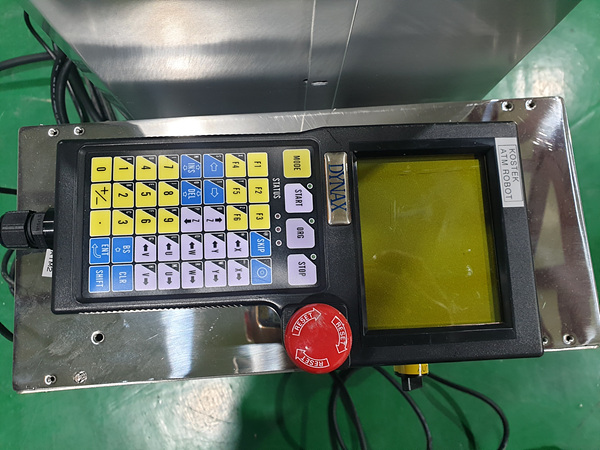 KOSTEK
ATM ROBOT
DYNAX
MODE START ORG STOP
STATUS
F1 F2 F3 SKIP
F4 F5 F6 X X
Y Y
INS DEL Z Z W W
7 8 9 U U
4 5 6 V V
1 2 3 BS CLR
0 +/- . ENT SHIFT
RESET
RESET
RESET